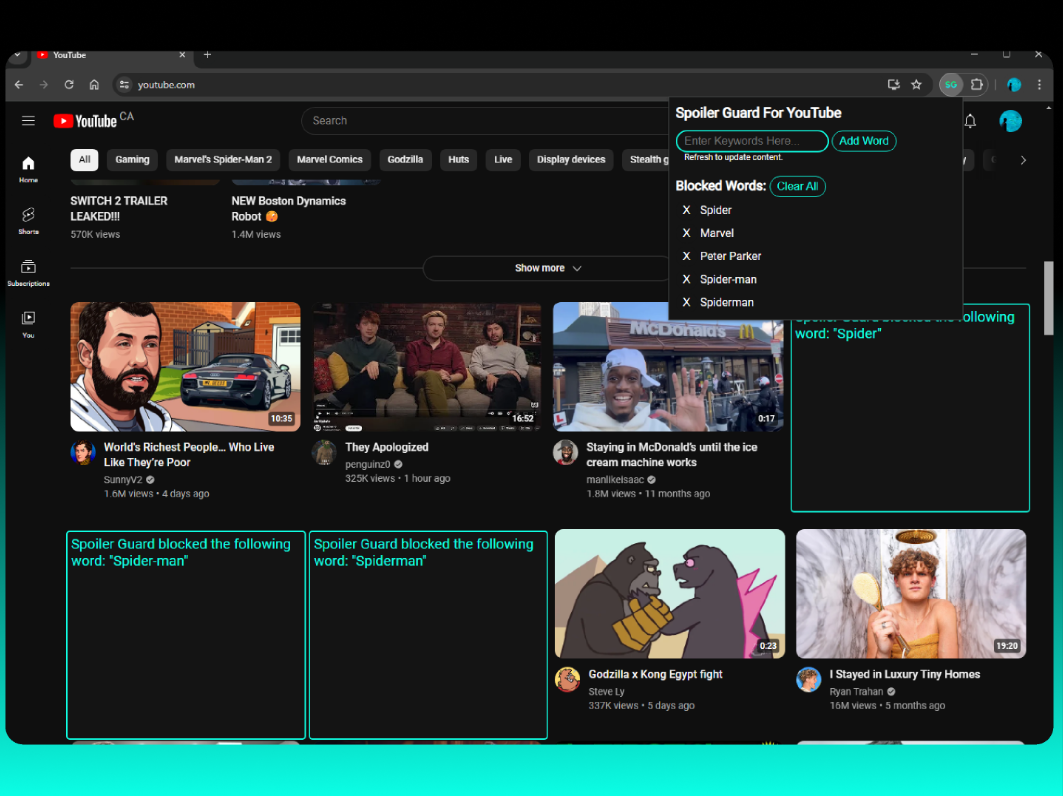 YouTube
youtube.com
SG
YouTube CA
Search
Spoiler Guard For YouTube
Enter Keywords Here...
Add Word
Refresh to update content.
Blocked Words:
Clear All
X Spider
X Marvel
X Peter Parker
X Spider-man
X Spiderman
All
Gaming
Marvel's Spider-Man 2
Marvel Comics
Godzilla
Huts
Live
Display devices
Stealth g
Home
Shorts
Subscriptions
You
SWITCH 2 TRAILER
LEAKED!!!
570K views
NEW Boston Dynamics
Robot
1.4M views
Show more
10:35
World's Richest People... Who Live
Like They're Poor
SunnyV2
1.6M views • 4 days ago
16:52
They Apologized
penguinz0
325K views • 1 hour ago
McDonald's
0:17
Staying in McDonald's until the ice
cream machine works
manlikeisaac
1.8M views • 11 months ago
Spoiler Guard blocked the following
word: "Spider"
Spoiler Guard blocked the following
word: "Spider-man"
Spoiler Guard blocked the following
word: "Spiderman"
0:23
Godzilla x Kong Egypt fight
Steve Ly
337K views • 5 days ago
19:20
I Stayed in Luxury Tiny Homes
Ryan Trahan
16M views • 5 months ago